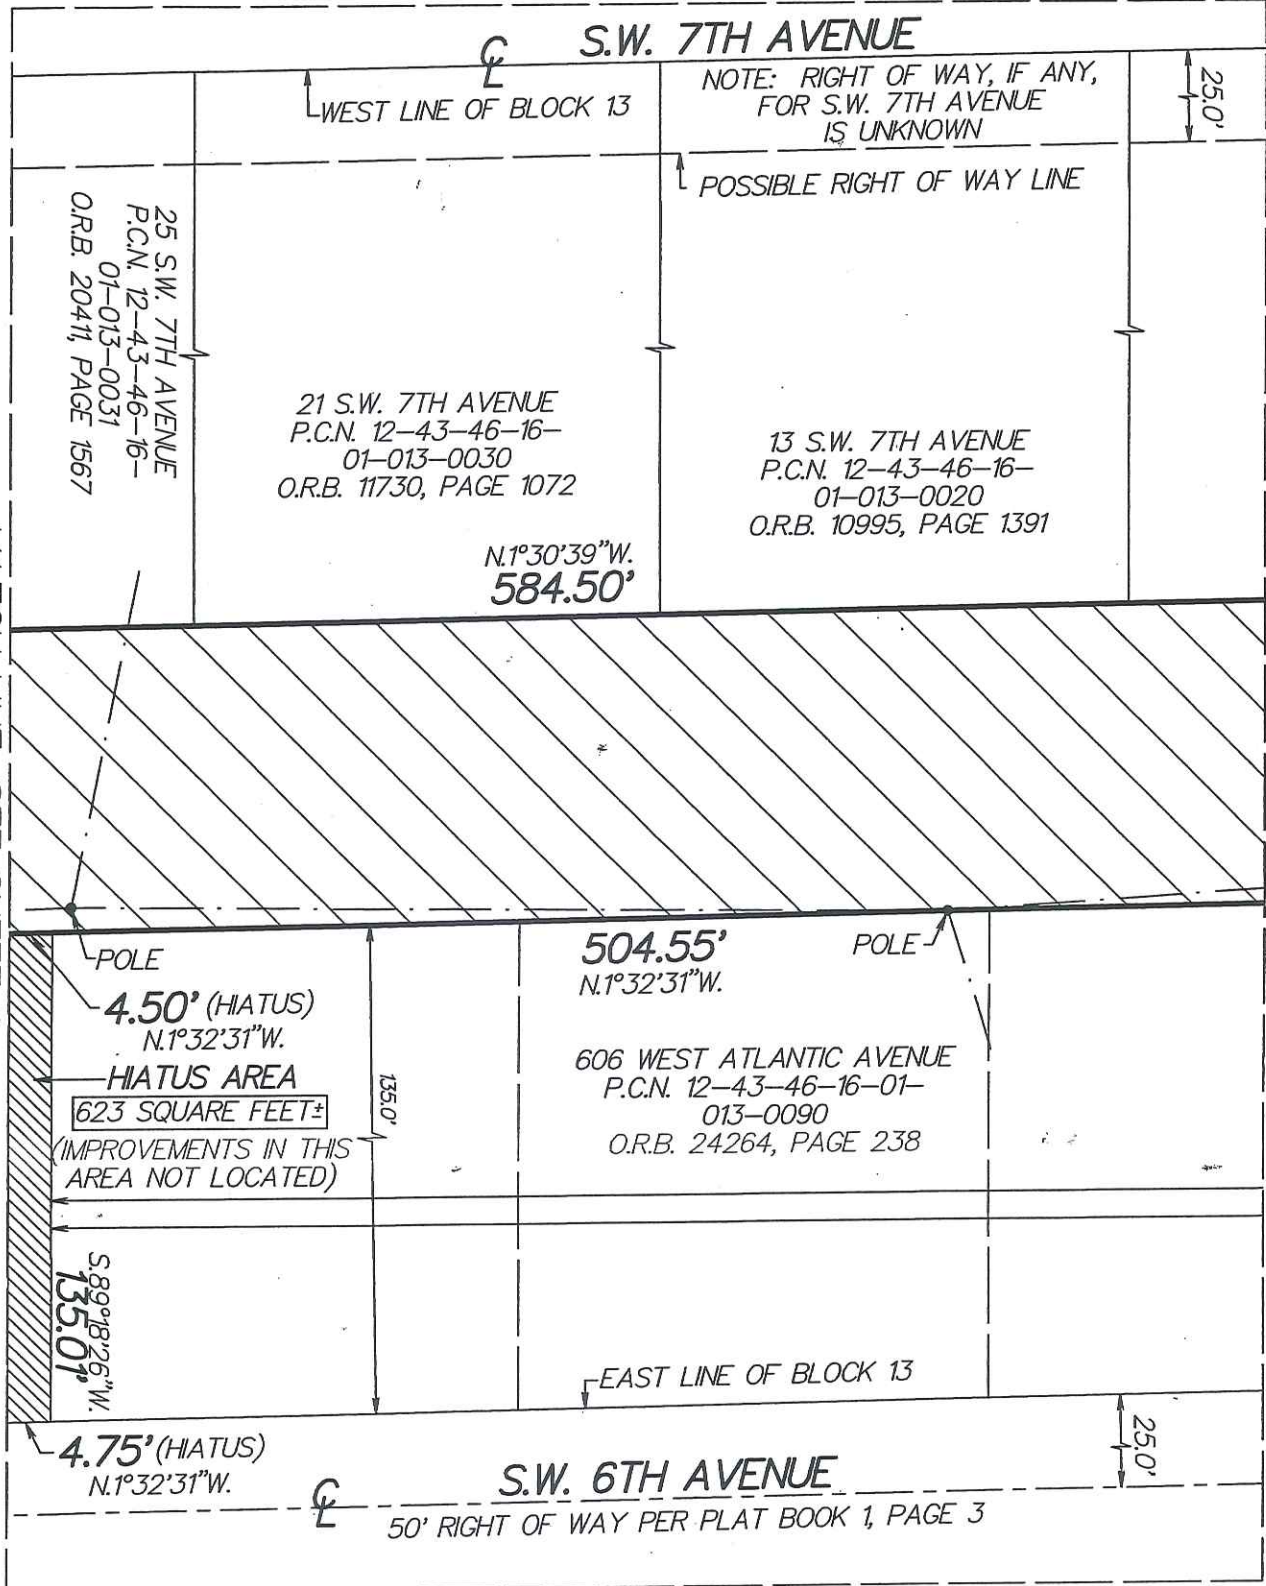 S.W. 7TH AVENUE
℄
WEST LINE OF BLOCK 13
NOTE: RIGHT OF WAY, IF ANY,
FOR S.W. 7TH AVENUE
IS UNKNOWN
25.0'
POSSIBLE RIGHT OF WAY LINE
25 S.W. 7TH AVENUE
P.C.N. 12-43-46-16-
01-013-0031
O.R.B. 20411, PAGE 1567
21 S.W. 7TH AVENUE
P.C.N. 12-43-46-16-
01-013-0030
O.R.B. 11730, PAGE 1072
13 S.W. 7TH AVENUE
P.C.N. 12-43-46-16-
01-013-0020
O.R.B. 10995, PAGE 1391
N.1°30'39"W.
584.50'
POLE
504.55'
N.1°32'31"W.
POLE
4.50' (HIATUS)
N.1°32'31"W.
HIATUS AREA
623 SQUARE FEET±
(IMPROVEMENTS IN THIS
AREA NOT LOCATED)
135.0'
606 WEST ATLANTIC AVENUE
P.C.N. 12-43-46-16-01-
013-0090
O.R.B. 24264, PAGE 238
S.89°18'26"W.
135.01'
EAST LINE OF BLOCK 13
25.0'
4.75' (HIATUS)
N.1°32'31"W.
℄
S.W. 6TH AVENUE
50' RIGHT OF WAY PER PLAT BOOK 1, PAGE 3